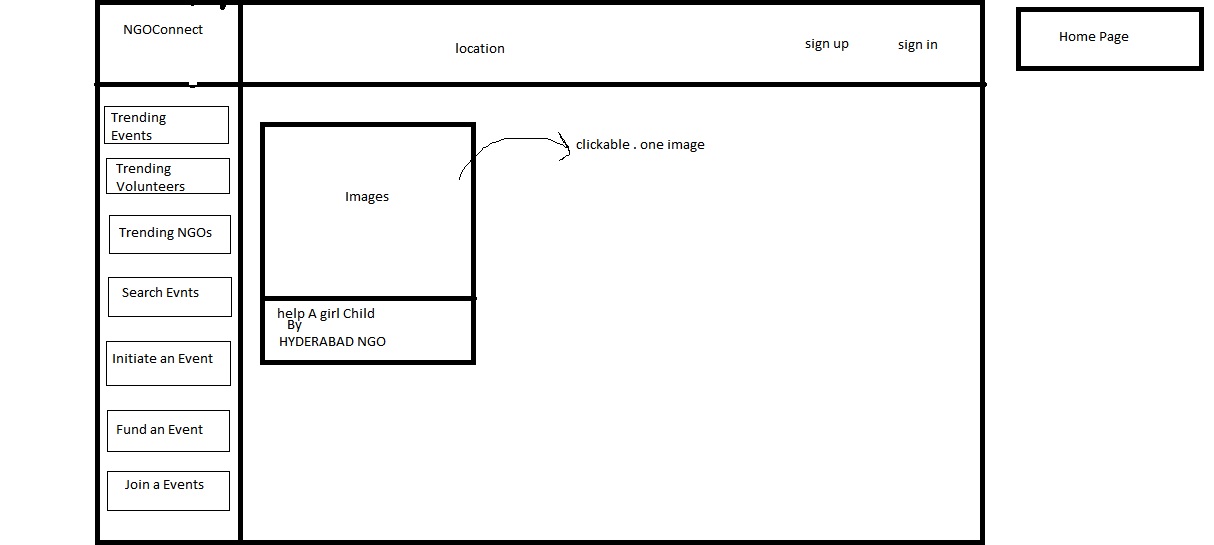 NGOConnect
location
sign up
sign in
Home Page
Trending
Events
Trending
Volunteers
Trending NGOs
Search Evnts
Initiate an Event
Fund an Event
Join a Events
Images
clickable . one image
help A girl Child
By
HYDERABAD NGO